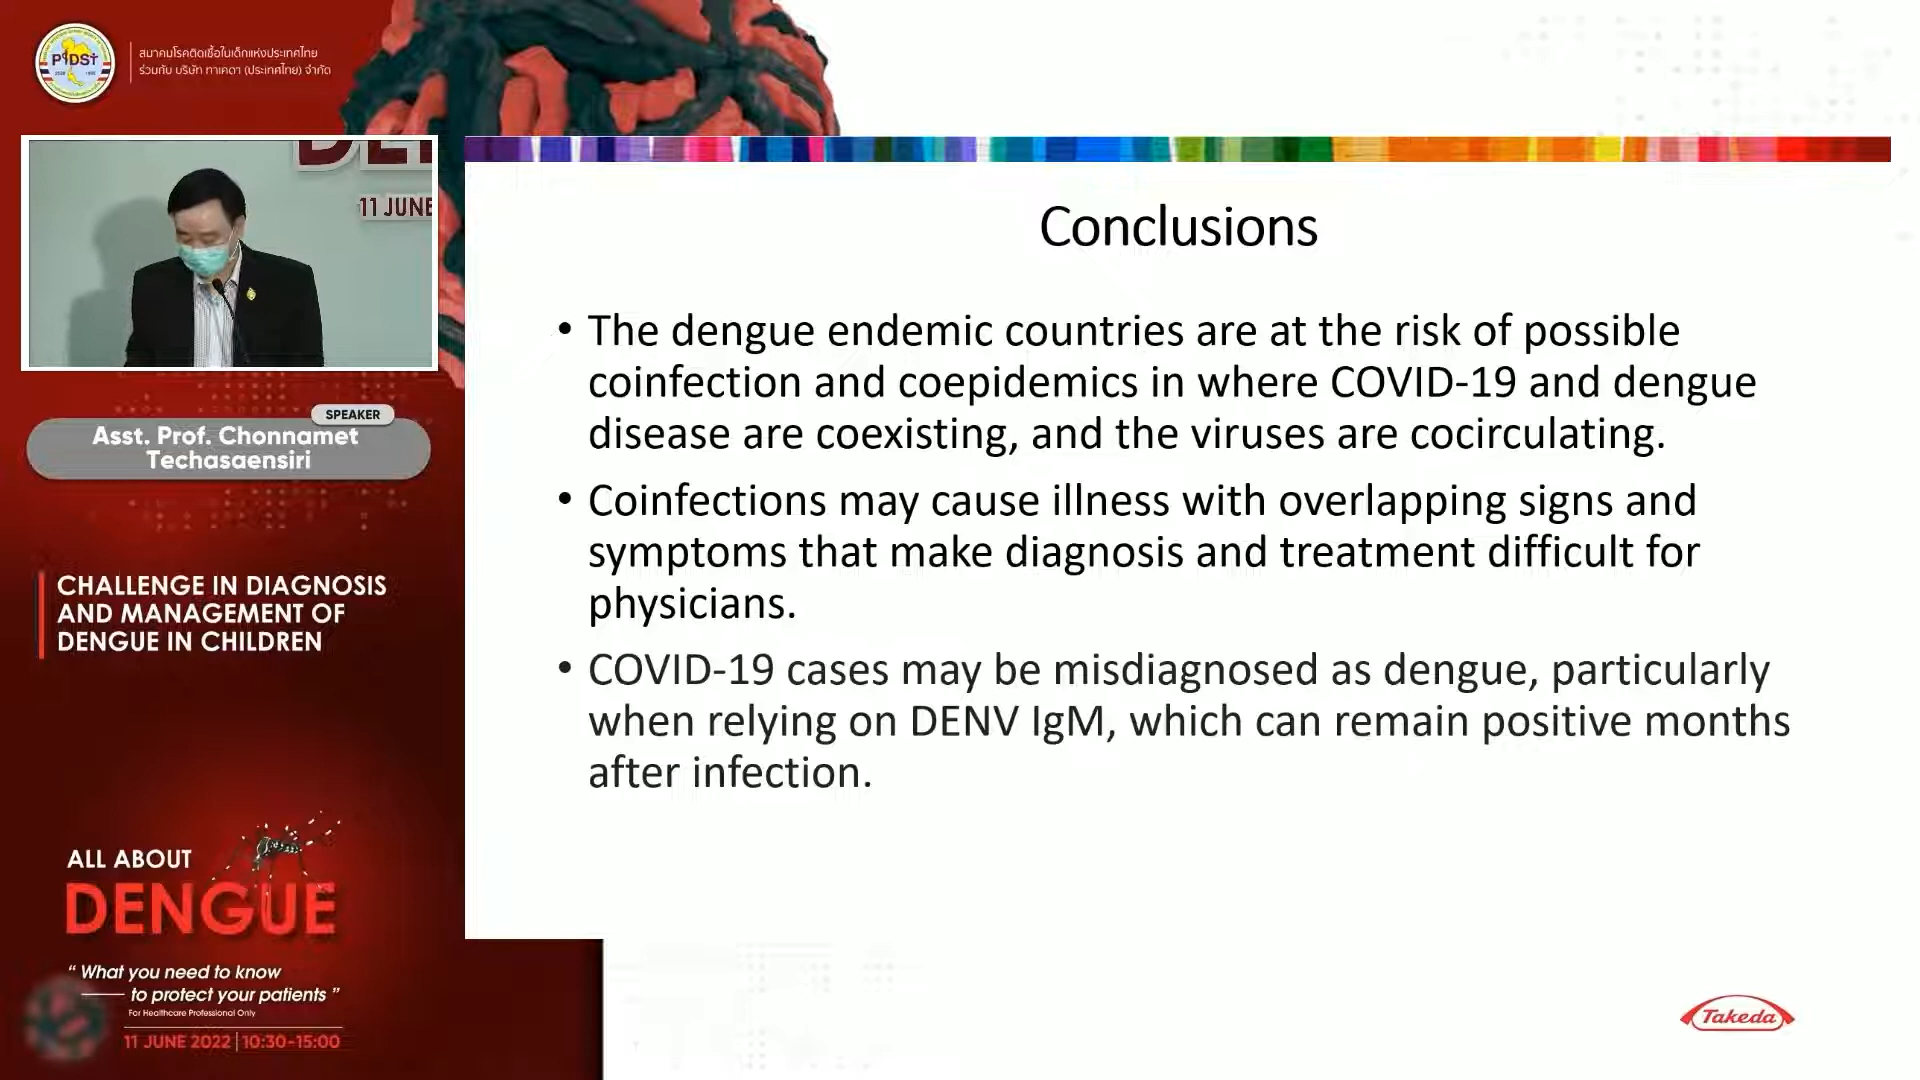 PIDST
สมาคมโรคติดเชื้อในเด็กแห่งประเทศไทย
ร่วมกับ บริษัท ทาเคดา (ประเทศไทย) จำกัด
11 JUNE
SPEAKER
Asst. Prof. Chonnamet
Techasaensiri
CHALLENGE IN DIAGNOSIS
AND MANAGEMENT OF
DENGUE IN CHILDREN
ALL ABOUT
DENGUE
“ What you need to know
to protect your patients ”
For Healthcare Professional Only
11 JUNE 2022 | 10:30-15:00
Conclusions
• The dengue endemic countries are at the risk of possible
coinfection and coepidemics in where COVID-19 and dengue
disease are coexisting, and the viruses are cocirculating.
• Coinfections may cause illness with overlapping signs and
symptoms that make diagnosis and treatment difficult for
physicians.
• COVID-19 cases may be misdiagnosed as dengue, particularly
when relying on DENV IgM, which can remain positive months
after infection.
Takeda